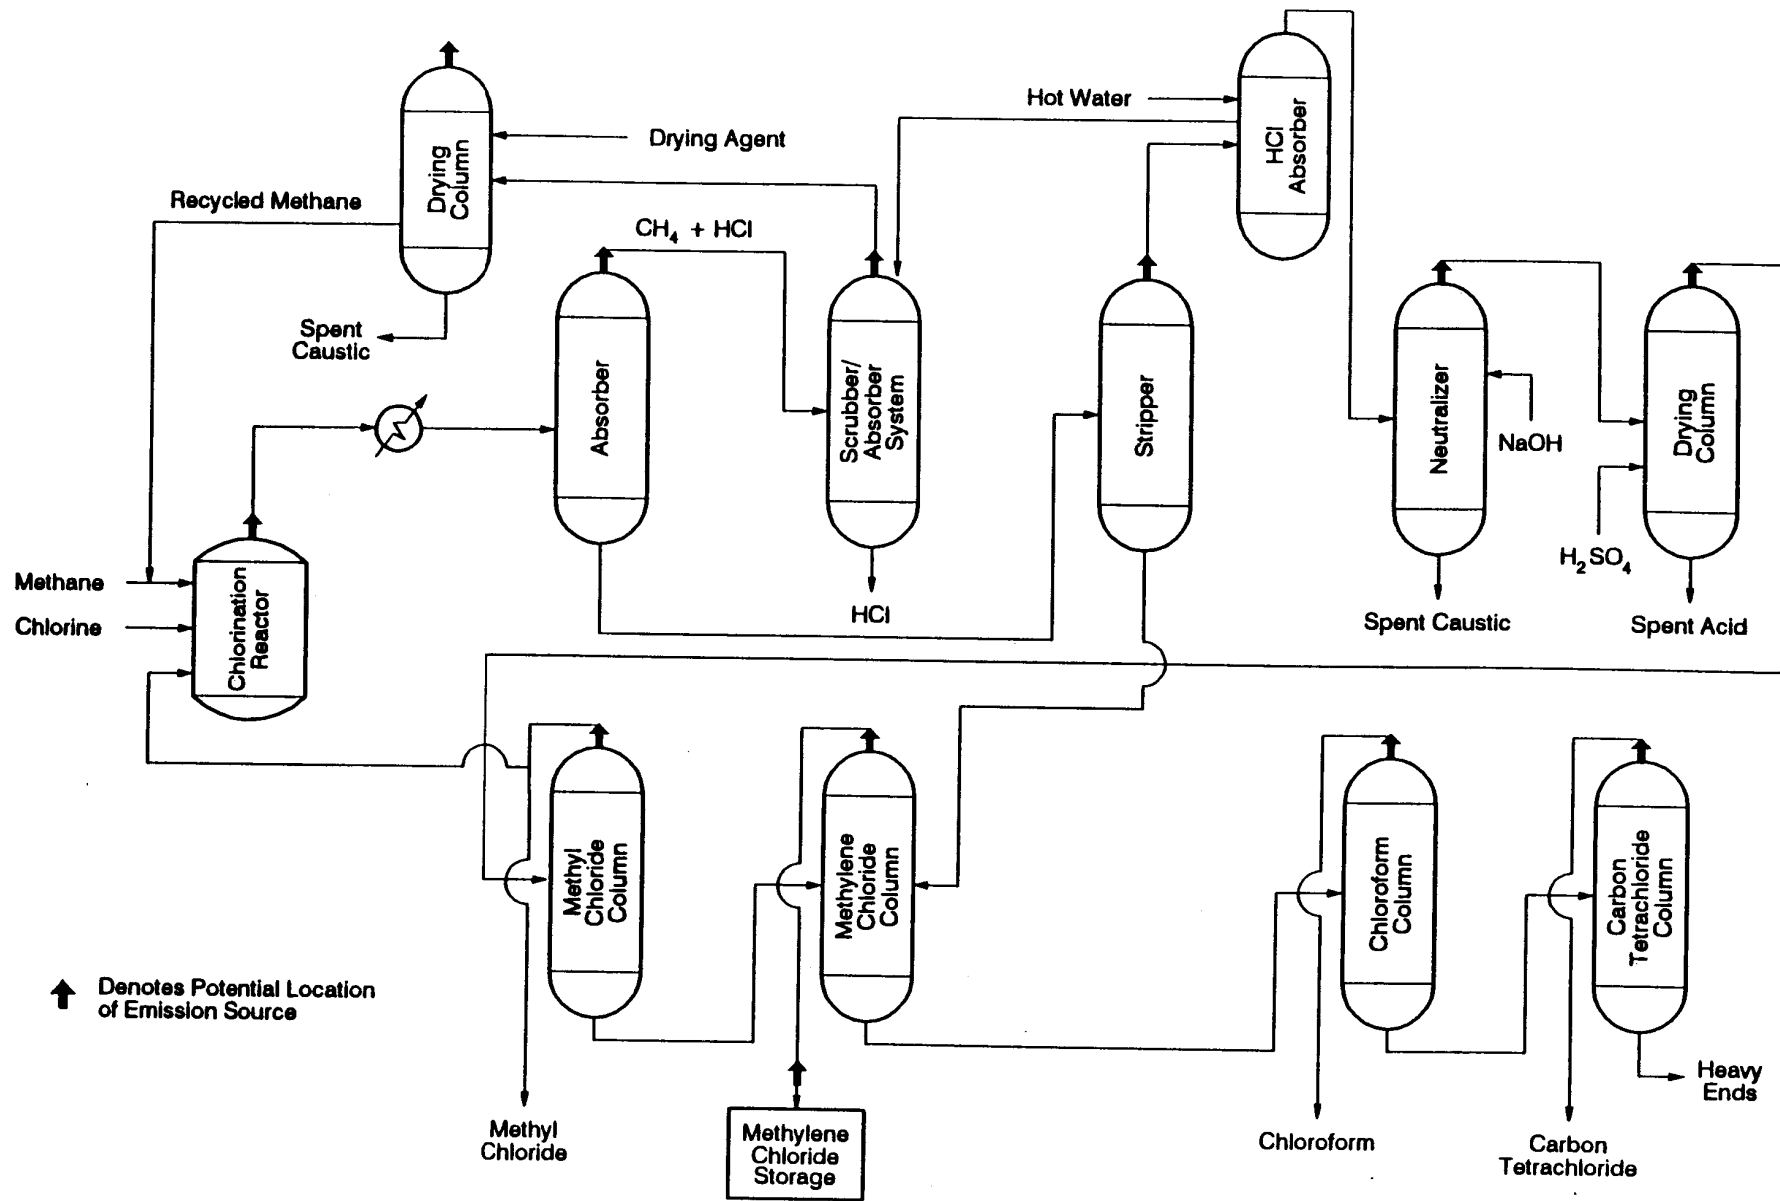 Hot Water
HCl
Absorber
Drying Agent
Drying
Column
Recycled Methane
CH4 + HCl
Spent
Caustic
Absorber
Scrubber/
Absorber
System
Stripper
Neutralizer
NaOH
Drying
Column
H2SO4
Methane
Chlorine
Chlorination
Reactor
HCl
Spent Caustic
Spent Acid
Methyl
Chloride
Column
Methylene
Chloride
Column
Chloroform
Column
Carbon
Tetrachloride
Column
Denotes Potential Location
of Emission Source
Heavy
Ends
Methyl
Chloride
Methylene
Chloride
Storage
Chloroform
Carbon
Tetrachloride